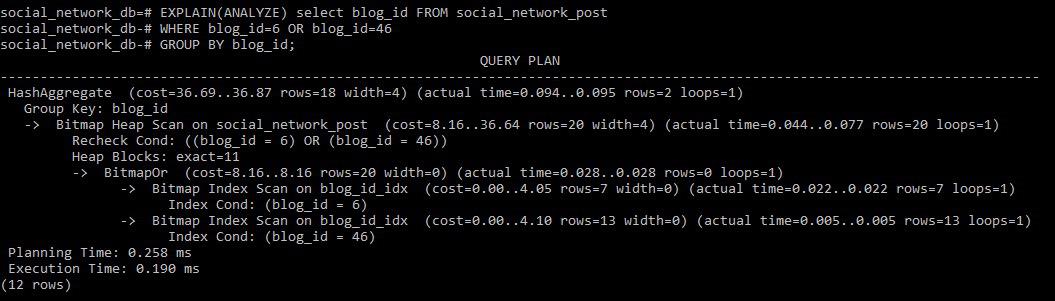 social_network_db=# EXPLAIN(ANALYZE) select blog_id FROM social_network_post
social_network_db-# WHERE blog_id=6 OR blog_id=46
social_network_db-# GROUP BY blog_id;
QUERY PLAN
---------------------------------------------------------------------------------------------------------------------------------
HashAggregate  (cost=36.69..36.87 rows=18 width=4) (actual time=0.094..0.095 rows=2 loops=1)
  Group Key: blog_id
  ->  Bitmap Heap Scan on social_network_post  (cost=8.16..36.64 rows=20 width=4) (actual time=0.044..0.077 rows=20 loops=1)
        Recheck Cond: ((blog_id = 6) OR (blog_id = 46))
        Heap Blocks: exact=11
        ->  BitmapOr  (cost=8.16..8.16 rows=20 width=0) (actual time=0.028..0.028 rows=0 loops=1)
              ->  Bitmap Index Scan on blog_id_idx  (cost=0.00..4.05 rows=7 width=0) (actual time=0.022..0.022 rows=7 loops=1)
                    Index Cond: (blog_id = 6)
              ->  Bitmap Index Scan on blog_id_idx  (cost=0.00..4.10 rows=13 width=0) (actual time=0.005..0.005 rows=13 loops=1)
                    Index Cond: (blog_id = 46)
Planning Time: 0.258 ms
Execution Time: 0.190 ms
(12 rows)